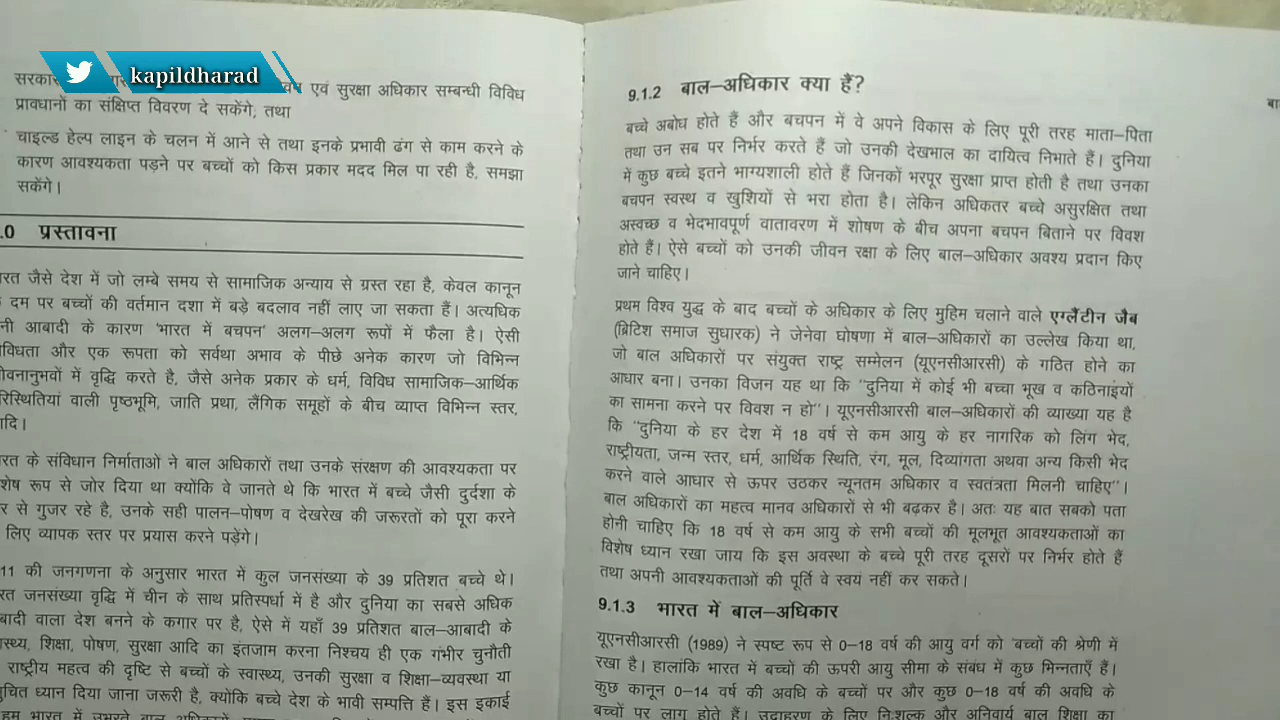 kapildharad
सरकार
एवं सुरक्षा अधिकार सम्बन्धी विविध
प्रावधानों का संक्षिप्त विवरण दे सकेंगे; तथा
चाइल्ड हेल्प लाइन के चलन में आने से तथा इनके प्रभावी ढंग से काम करने के
कारण आवश्यकता पड़ने पर बच्चों को किस प्रकार मदद मिल पा रही है, समझा
सकेंगे।
.0 प्रस्तावना
रत जैसे देश में जो लम्बे समय से सामाजिक अन्याय से ग्रस्त रहा है, केवल कानून
दम पर बच्चों की वर्तमान दशा में बड़े बदलाव नहीं लाए जा सकता हैं। अत्यधिक
नी आबादी के कारण 'भारत में बचपन' अलग–अलग रूपों में फैला है। ऐसी
विधता और एक रूपता को सर्वथा अभाव के पीछे अनेक कारण जो विभिन्न
विनानुभवों में वृद्धि करते है, जैसे अनेक प्रकार के धर्म, विविध सामाजिक–आर्थिक
रिस्थितियां वाली पृष्ठभूमि, जाति प्रथा, लैंगिक समूहों के बीच व्याप्त विभिन्न स्तर,
दि।
रत के संविधान निर्माताओं ने बाल अधिकारों तथा उनके संरक्षण की आवश्यकता पर
शेष रूप से जोर दिया था क्योंकि वे जानते थे कि भारत में बच्चे जैसी दुर्दशा के
र से गुजर रहे है, उनके सही पालन–पोषण व देखरेख की जरूरतों को पूरा करने
लिए व्यापक स्तर पर प्रयास करने पड़ेंगे।
11 की जनगणना के अनुसार भारत में कुल जनसंख्या के 39 प्रतिशत बच्चे थे।
रत जनसंख्या वृद्धि में चीन के साथ प्रतिस्पर्धा में है और दुनिया का सबसे अधिक
बादी वाला देश बनने के कगार पर है, ऐसे में यहाँ 39 प्रतिशत बाल–आबादी के
स्थ्य, शिक्षा, पोषण, सुरक्षा आदि का इंतजाम करना निश्चय ही एक गंभीर चुनौती
राष्ट्रीय महत्व की दृष्टि से बच्चों के स्वास्थ्य, उनकी सुरक्षा व शिक्षा–व्यवस्था या
चित ध्यान दिया जाना जरूरी है, क्योंकि बच्चे देश के भावी सम्पत्ति हैं। इस इकाई
हम भारत में उभरते बाल
9.1.2 बाल–अधिकार क्या हैं?
बच्चे अबोध होते हैं और बचपन में वे अपने विकास के लिए पूरी तरह माता–पिता
तथा उन सब पर निर्भर करते हैं जो उनकी देखभाल का दायित्व निभाते हैं। दुनिया
में कुछ बच्चे इतने भाग्यशाली होते हैं जिनकों भरपूर सुरक्षा प्राप्त होती है तथा उनका
बचपन स्वस्थ व खुशियों से भरा होता है। लेकिन अधिकतर बच्चे असुरक्षित तथा
अस्वच्छ व भेदभावपूर्ण वातावरण में शोषण के बीच अपना बचपन बिताने पर विवश
होते हैं। ऐसे बच्चों को उनकी जीवन रक्षा के लिए बाल–अधिकार अवश्य प्रदान किए
जाने चाहिए।
प्रथम विश्व युद्ध के बाद बच्चों के अधिकार के लिए मुहिम चलाने वाले एग्लैंटीन जैब
(ब्रिटिश समाज सुधारक) ने जेनेवा घोषणा में बाल–अधिकारों का उल्लेख किया था,
जो बाल अधिकारों पर संयुक्त राष्ट्र सम्मेलन (यूएनसीआरसी) के गठित होने का
आधार बना। उनका विजन यह था कि "दुनिया में कोई भी बच्चा भूख व कठिनाइयों
का सामना करने पर विवश न हो"। यूएनसीआरसी बाल–अधिकारों की व्याख्या यह है
कि "दुनिया के हर देश में 18 वर्ष से कम आयु के हर नागरिक को लिंग भेद,
राष्ट्रीयता, जन्म स्तर, धर्म, आर्थिक स्थिति, रंग, मूल, दिव्यांगता अथवा अन्य किसी भेद
करने वाले आधार से ऊपर उठकर न्यूनतम अधिकार व स्वतंत्रता मिलनी चाहिए"।
बाल अधिकारों का महत्व मानव अधिकारों से भी बढ़कर है। अतः यह बात सबको पता
होनी चाहिए कि 18 वर्ष से कम आयु के सभी बच्चों की मूलभूत आवश्यकताओं का
विशेष ध्यान रखा जाय कि इस अवस्था के बच्चे पूरी तरह दूसरों पर निर्भर होते हैं
तथा अपनी आवश्यकताओं की पूर्ति वे स्वयं नहीं कर सकते।
9.1.3 भारत में बाल–अधिकार
यूएनसीआरसी (1989) ने स्पष्ट रूप से 0–18 वर्ष की आयु वर्ग को 'बच्चों की श्रेणी में
रखा है। हालांकि भारत में बच्चों की ऊपरी आयु सीमा के संबंध में कुछ भिन्नताएँ हैं।
कुछ कानून 0–14 वर्ष की अवधि के बच्चों पर और कुछ 0–18 वर्ष की अवधि के
बच्चों पर लागू होते हैं। उदाहरण के लिए निःशुल्क और अनिवार्य बाल शिक्षा का
बा